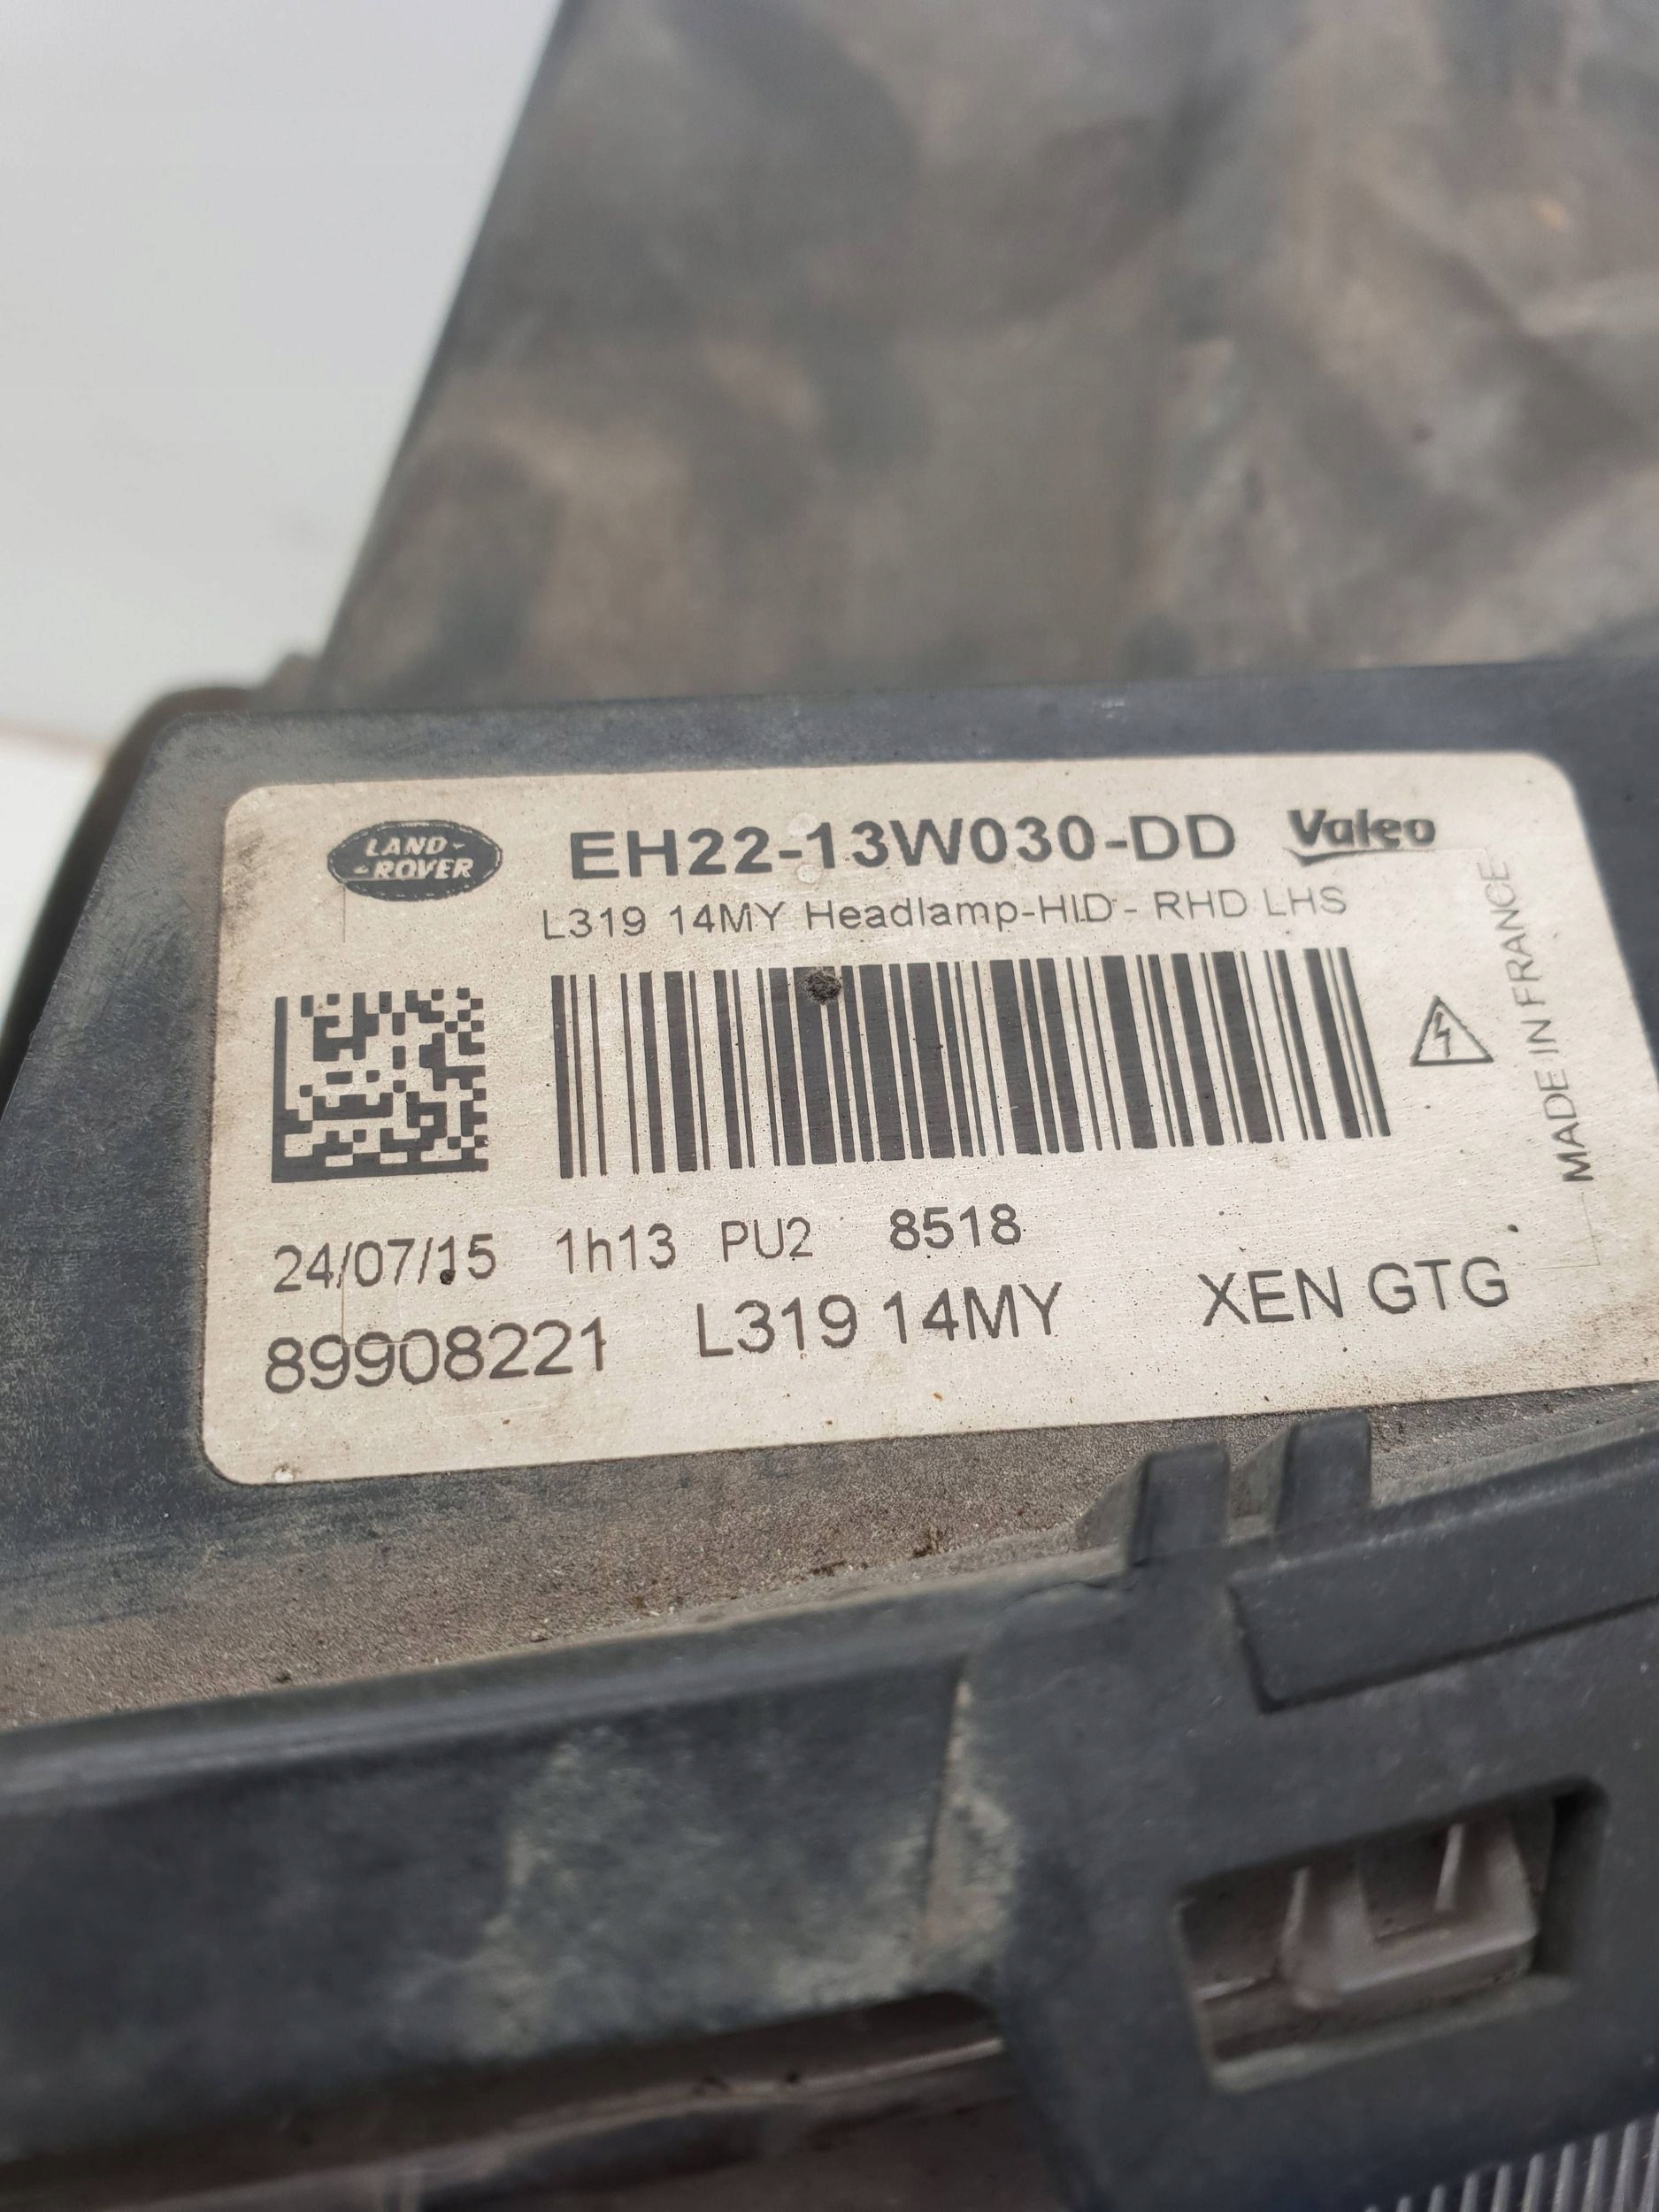 LAND-
-ROVER
EH22-13W030-DD Valeo
L319 14MY Headlamp-HID- RHD LHS
MADE IN FRANCE
24/07/15 1h13 PU2 8518
89908221 L319 14MY XEN GTG